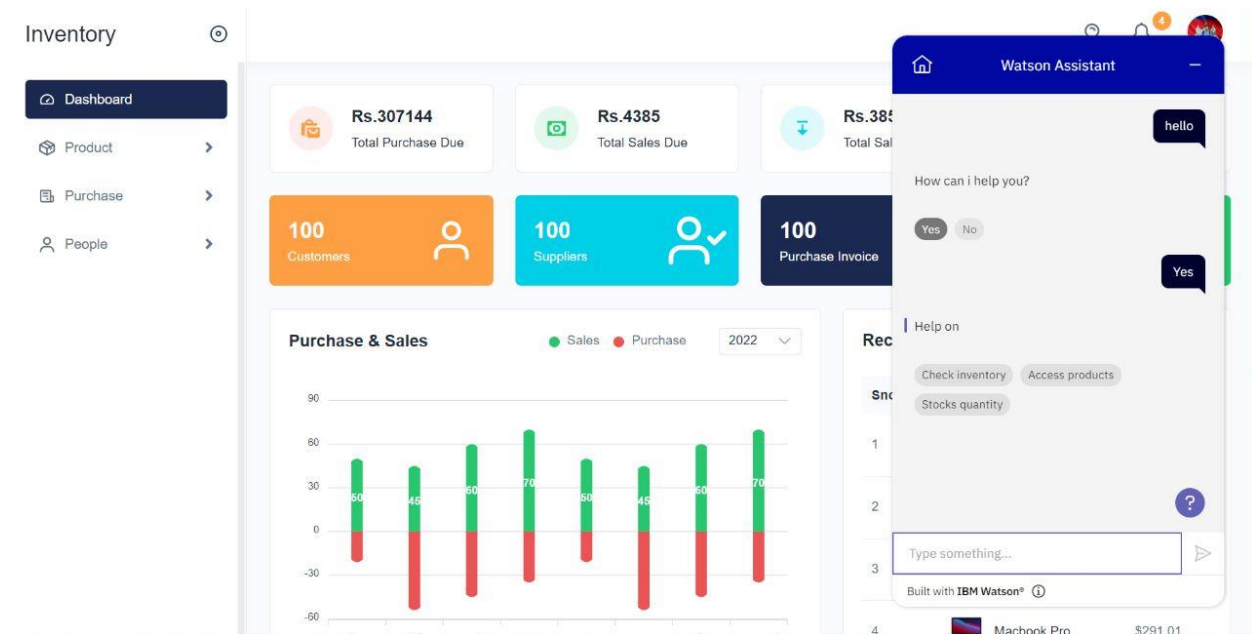 Inventory
4
Dashboard
Product
Purchase
People
Rs.307144
Total Purchase Due
Rs.4385
Total Sales Due
Rs.385
Total Sal
100
Customers
100
Suppliers
100
Purchase Invoice
Purchase & Sales
Sales
Purchase
2022
90
60
30
0
-30
-60
50
45
60
70
50
45
60
70
Rec
Sno
1
2
3
4
Macbook Pro
$291.01
Watson Assistant
hello
How can i help you?
Yes
No
Yes
Help on
Check inventory
Access products
Stocks quantity
?
Type something...
Built with IBM Watson®